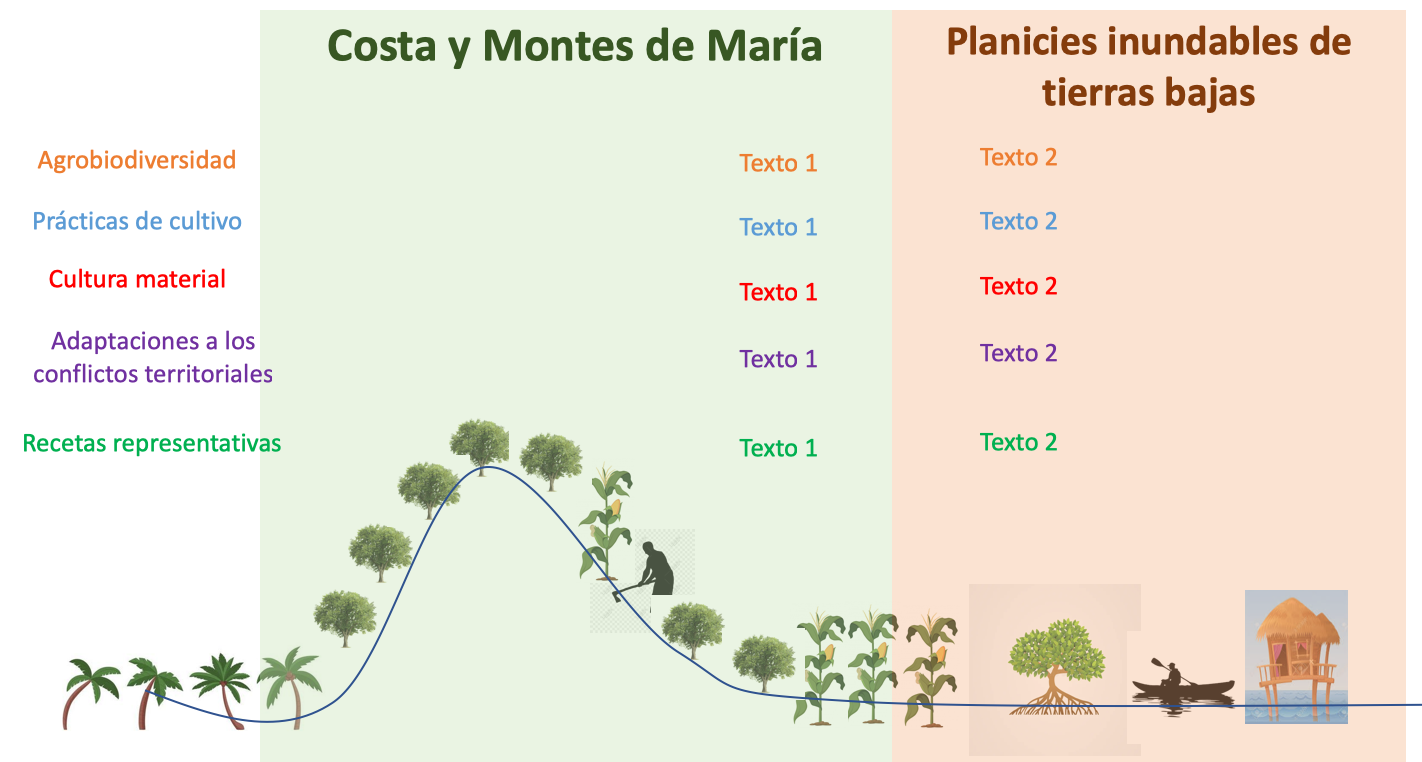 Costa y Montes de María
Planicies inundables de
tierras bajas
Agrobiodiversidad
Texto 1
Texto 2
Prácticas de cultivo
Texto 1
Texto 2
Cultura material
Texto 1
Texto 2
Adaptaciones a los
conflictos territoriales
Texto 1
Texto 2
Recetas representativas
Texto 1
Texto 2